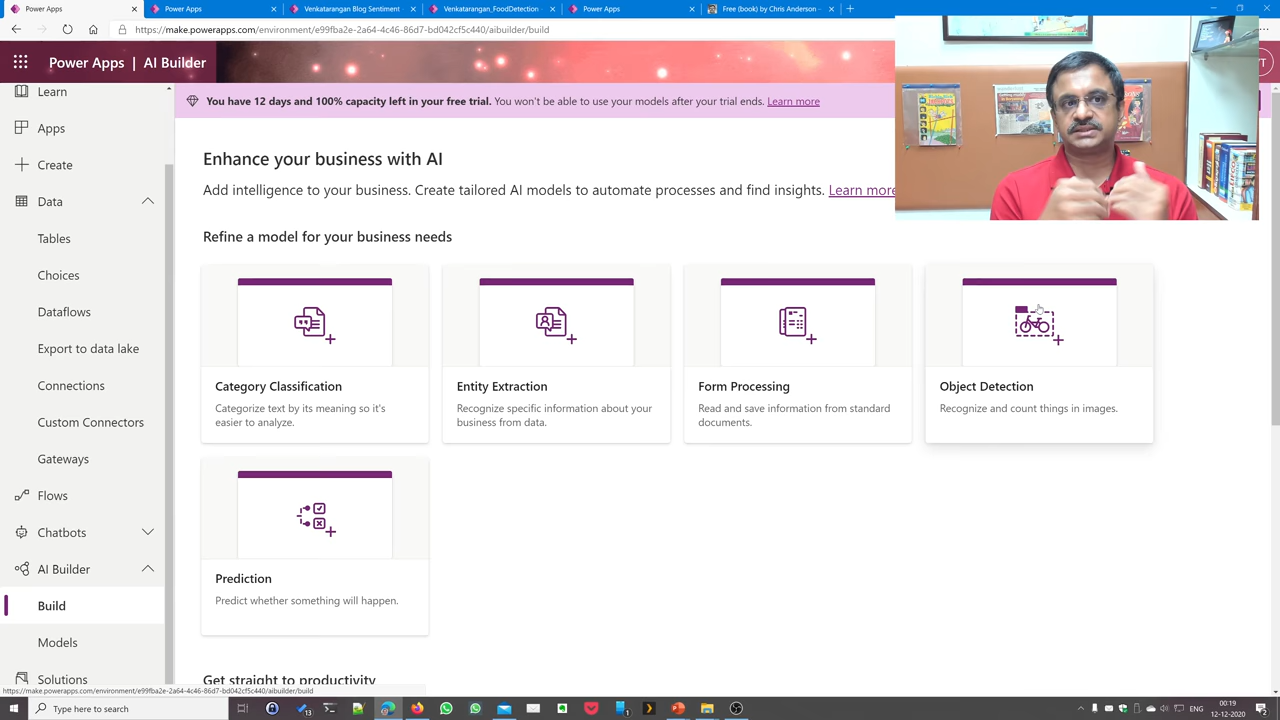 Power Apps
Power Apps
Venkatarangan Blog Sentiment
Venkatarangan_FoodDetection
Power Apps
Free (book) by Chris Anderson
https://make.powerapps.com/environment/e99fba2e-2a64-4c46-86d7-bd042cf5c440/aibuilder/build
Power Apps | AI Builder
Learn
Apps
Create
Data
Tables
Choices
Dataflows
Export to data lake
Connections
Custom Connectors
Gateways
Flows
Chatbots
AI Builder
Build
Models
Solutions
You have 12 days and 100% capacity left in your free trial. You won't be able to use your models after your trial ends. Learn more
Enhance your business with AI
Add intelligence to your business. Create tailored AI models to automate processes and find insights. Learn more
Refine a model for your business needs
Category Classification
Categorize text by its meaning so it's
easier to analyze.
Entity Extraction
Recognize specific information about your
business from data.
Form Processing
Read and save information from standard
documents.
Object Detection
Recognize and count things in images.
Prediction
Predict whether something will happen.
Get straight to productivity
https://make.powerapps.com/environment/e99fba2e-2a64-4c46-86d7-bd042cf5c440/aibuilder/build
Type here to search
ENG
00:19
12-12-2020